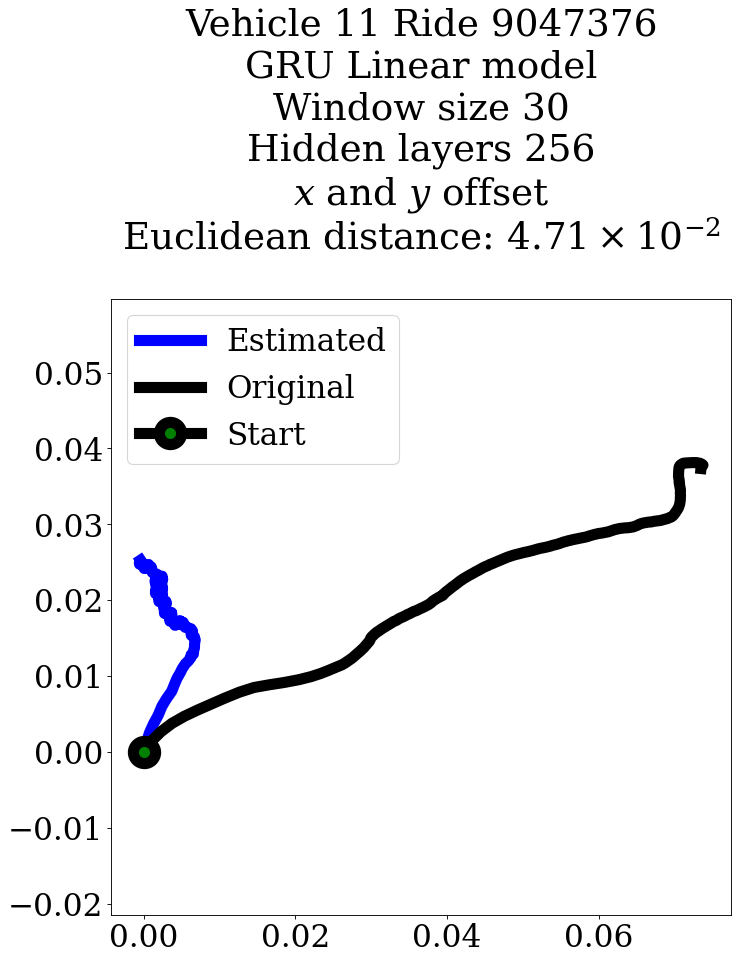 Vehicle 11 Ride 9047376
GRU Linear model
Window size 30
Hidden layers 256
x and y offset
Euclidean distance: 4.71 × 10⁻²
Estimated
Original
Start
0.05
0.04
0.03
0.02
0.01
0.00
−0.01
−0.02
0.00 0.02 0.04 0.06